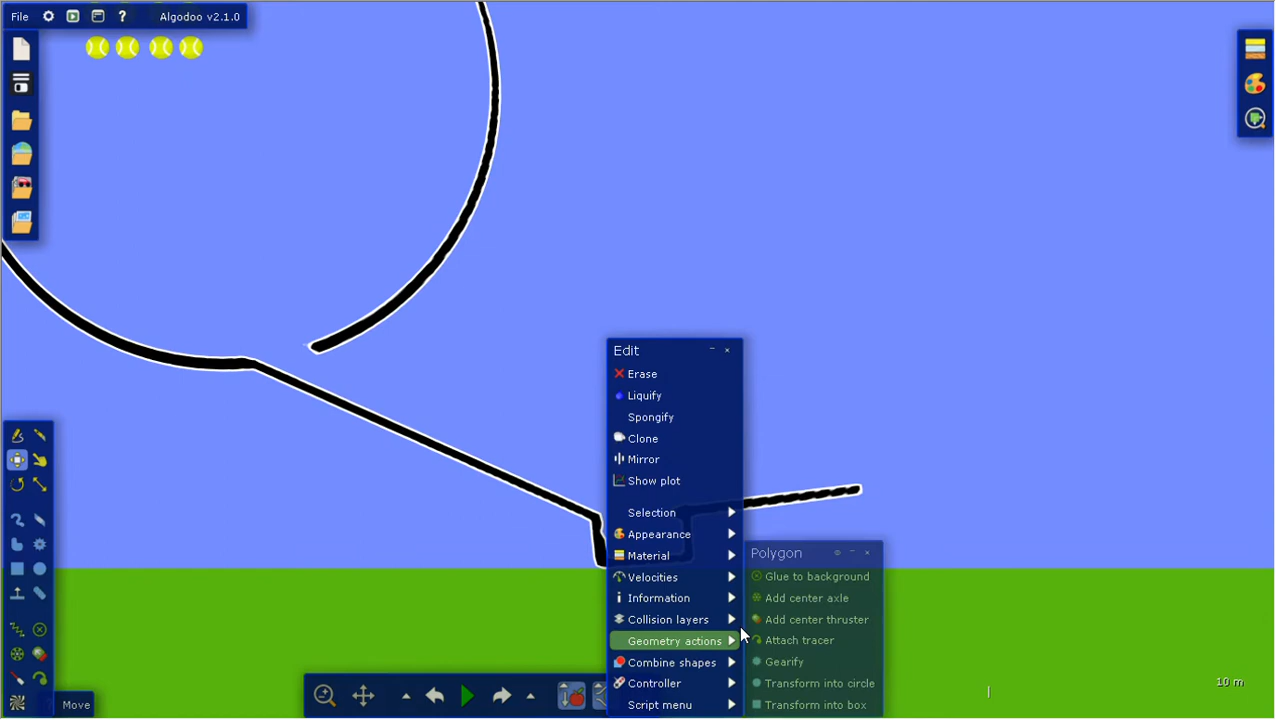 File ? Algodoo v2.1.0
Edit
Erase
Liquify
Spongify
Clone
Mirror
Show plot
Selection
Appearance
Material
Velocities
Information
Collision layers
Geometry actions
Combine shapes
Controller
Script menu
Polygon
Glue to background
Add center axle
Add center thruster
Attach tracer
Gearify
Transform into circle
Transform into box
Move
10 m